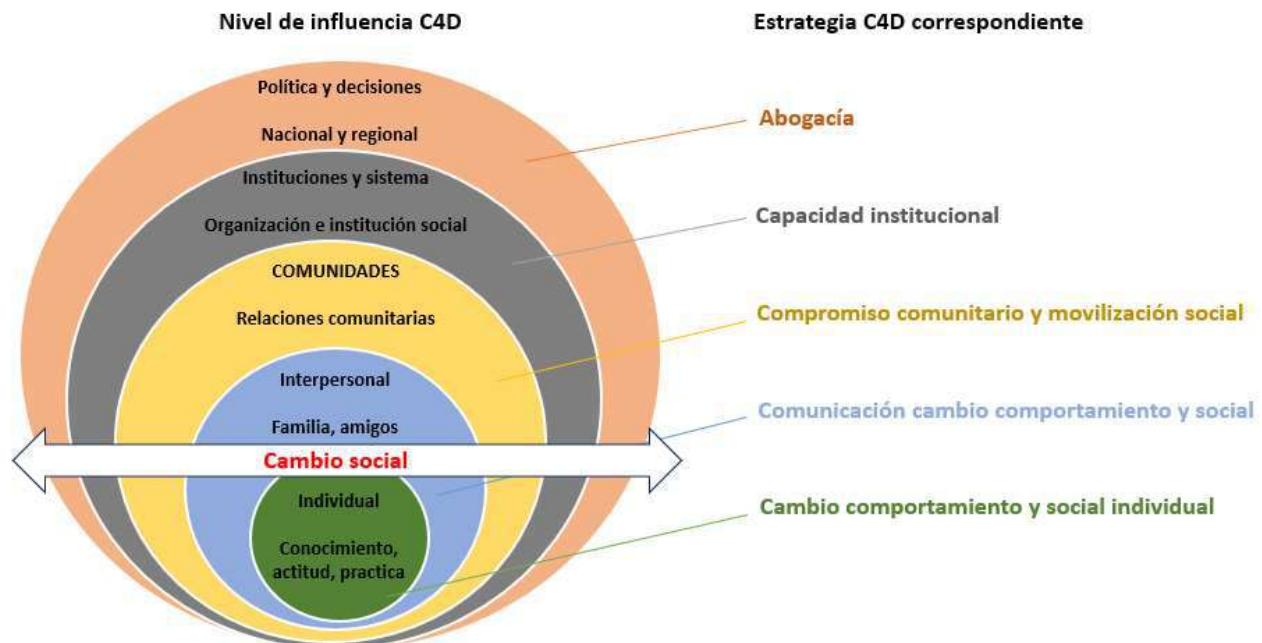 Nivel de influencia C4D
Estrategia C4D correspondiente
Política y decisiones
Nacional y regional
Abogacía
Instituciones y sistema
Organización e institución social
Capacidad institucional
COMUNIDADES
Relaciones comunitarias
Compromiso comunitario y movilización social
Interpersonal
Familia, amigos
Comunicación cambio comportamiento y social
Cambio social
Individual
Conocimiento,
actitud, practica
Cambio comportamiento y social individual